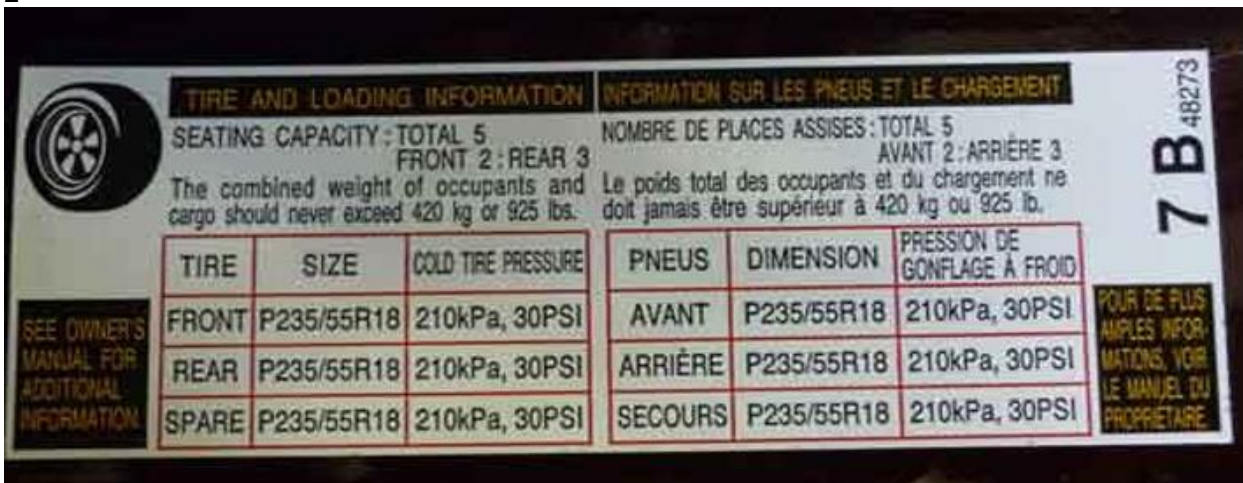 TIRE AND LOADING INFORMATION
SEATING CAPACITY : TOTAL 5
FRONT 2 : REAR 3
The combined weight of occupants and
cargo should never exceed 420 kg or 925 lbs.
TIRE SIZE COLD TIRE PRESSURE
FRONT P235/55R18 210kPa, 30PSI
REAR P235/55R18 210kPa, 30PSI
SPARE P235/55R18 210kPa, 30PSI
SEE OWNER'S
MANUAL FOR
ADDITIONAL
INFORMATION.
INFORMATION SUR LES PNEUS ET LE CHARGEMENT
NOMBRE DE PLACES ASSISES : TOTAL 5
AVANT 2 : ARRIÈRE 3
Le poids total des occupants et du chargement ne
doit jamais être supérieur à 420 kg ou 925 lb.
PNEUS DIMENSION PRESSION DE
GONFLAGE À FROID
AVANT P235/55R18 210kPa, 30PSI
ARRIÈRE P235/55R18 210kPa, 30PSI
SECOURS P235/55R18 210kPa, 30PSI
POUR DE PLUS
AMPLES INFOR-
MATIONS, VOIR
LE MANUEL DU
PROPRIÉTAIRE.
7 B 48273